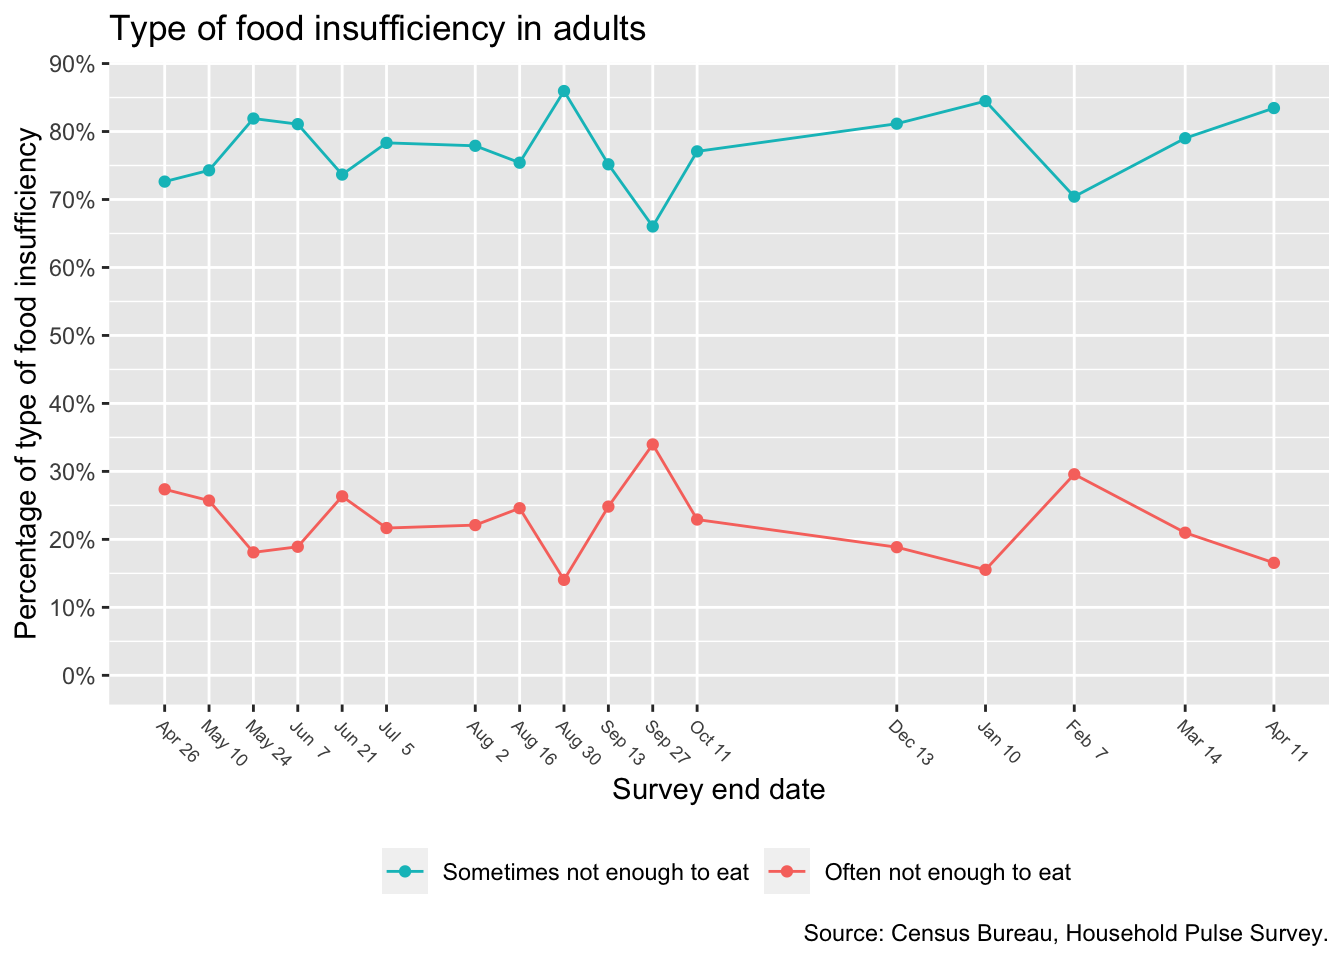 Type of food insufficiency in adults
Percentage of type of food insufficiency
90%
80%
70%
60%
50%
40%
30%
20%
10%
0%
Apr 26
May 10
May 24
Jun 7
Jun 21
Jul 5
Aug 2
Aug 16
Aug 30
Sep 13
Sep 27
Oct 11
Dec 13
Jan 10
Feb 7
Mar 14
Apr 11
Survey end date
Sometimes not enough to eat
Often not enough to eat
Source: Census Bureau, Household Pulse Survey.